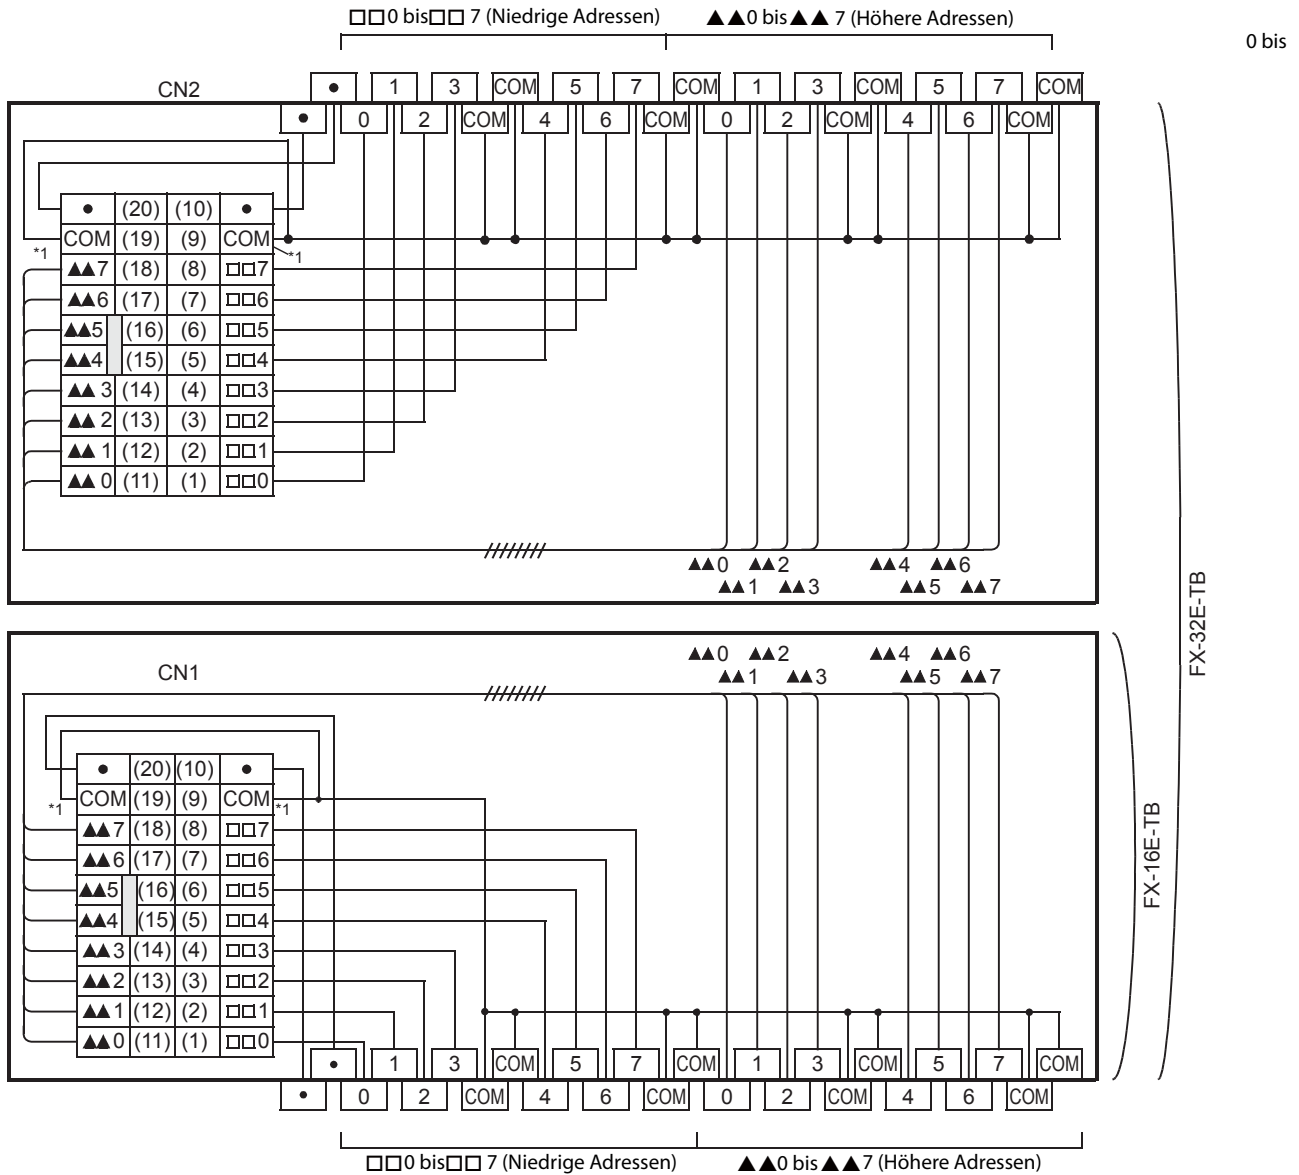 □□0 bis□□ 7 (Niedrige Adressen) ▲▲0 bis▲▲ 7 (Höhere Adressen)
0 bis
CN2
• 1 3 COM 5 7 COM 1 3 COM 5 7 COM
• 0 2 COM 4 6 COM 0 2 COM 4 6 COM
• (20) (10) •
*1 COM (19) (9) COM *1
▲▲7 (18) (8) □□7
▲▲6 (17) (7) □□6
▲▲5 (16) (6) □□5
▲▲4 (15) (5) □□4
▲▲ 3 (14) (4) □□3
▲▲ 2 (13) (3) □□2
▲▲ 1 (12) (2) □□1
▲▲ 0 (11) (1) □□0
▲▲0 ▲▲2 ▲▲4 ▲▲6
▲▲1 ▲▲3 ▲▲5 ▲▲7
FX-32E-TB
CN1
▲▲0 ▲▲2 ▲▲4 ▲▲6
▲▲1 ▲▲3 ▲▲5 ▲▲7
• (20) (10) •
*1 COM (19) (9) COM *1
▲▲7 (18) (8) □□7
▲▲6 (17) (7) □□6
▲▲5 (16) (6) □□5
▲▲4 (15) (5) □□4
▲▲3 (14) (4) □□3
▲▲2 (13) (3) □□2
▲▲1 (12) (2) □□1
▲▲0 (11) (1) □□0
FX-16E-TB
• 1 3 COM 5 7 COM 1 3 COM 5 7 COM
• 0 2 COM 4 6 COM 0 2 COM 4 6 COM
□□0 bis□□ 7 (Niedrige Adressen) ▲▲0 bis▲▲7 (Höhere Adressen)